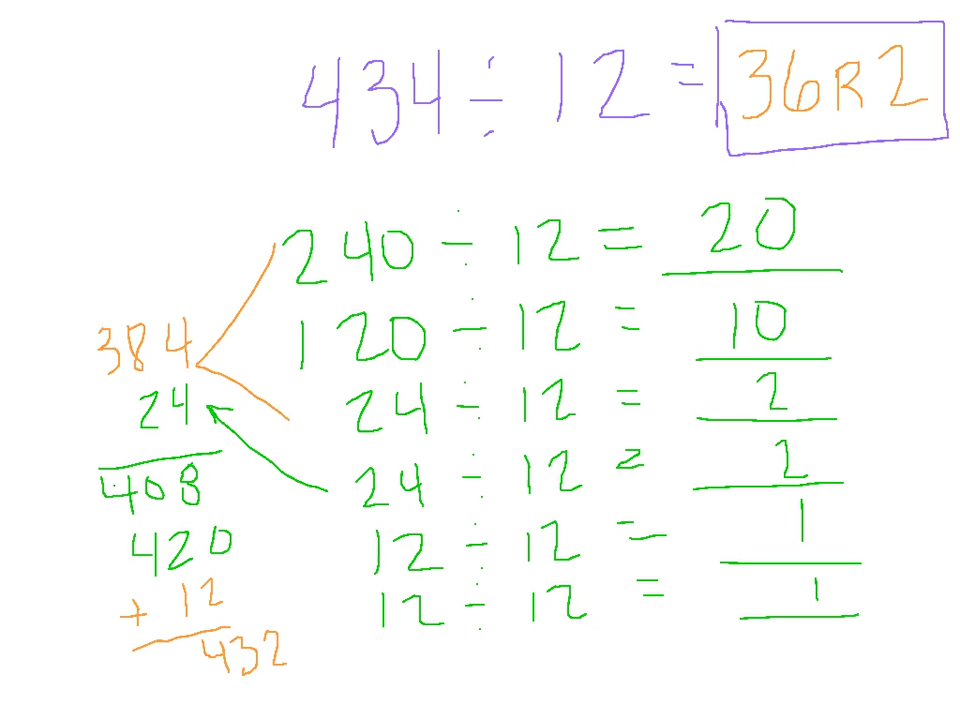 434 ÷ 12 = 36R2
240 ÷ 12 = 20
120 ÷ 12 = 10
384
24 ÷ 12 = 2
24
24 ÷ 12 = 2
408
420
12 ÷ 12 = 1
+ 12
12 ÷ 12 = 1
432